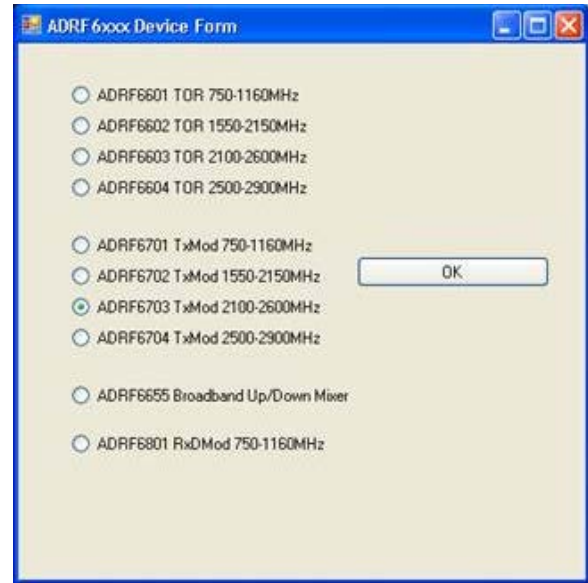 ADRF6xxx Device Form
ADRF6601 TOR 750-1160MHz
ADRF6602 TOR 1550-2150MHz
ADRF6603 TOR 2100-2600MHz
ADRF6604 TOR 2500-2900MHz
ADRF6701 TxMod 750-1160MHz
ADRF6702 TxMod 1550-2150MHz
OK
ADRF6703 TxMod 2100-2600MHz
ADRF6704 TxMod 2500-2900MHz
ADRF6655 Broadband Up/Down Mixer
ADRF6801 RxDMod 750-1160MHz